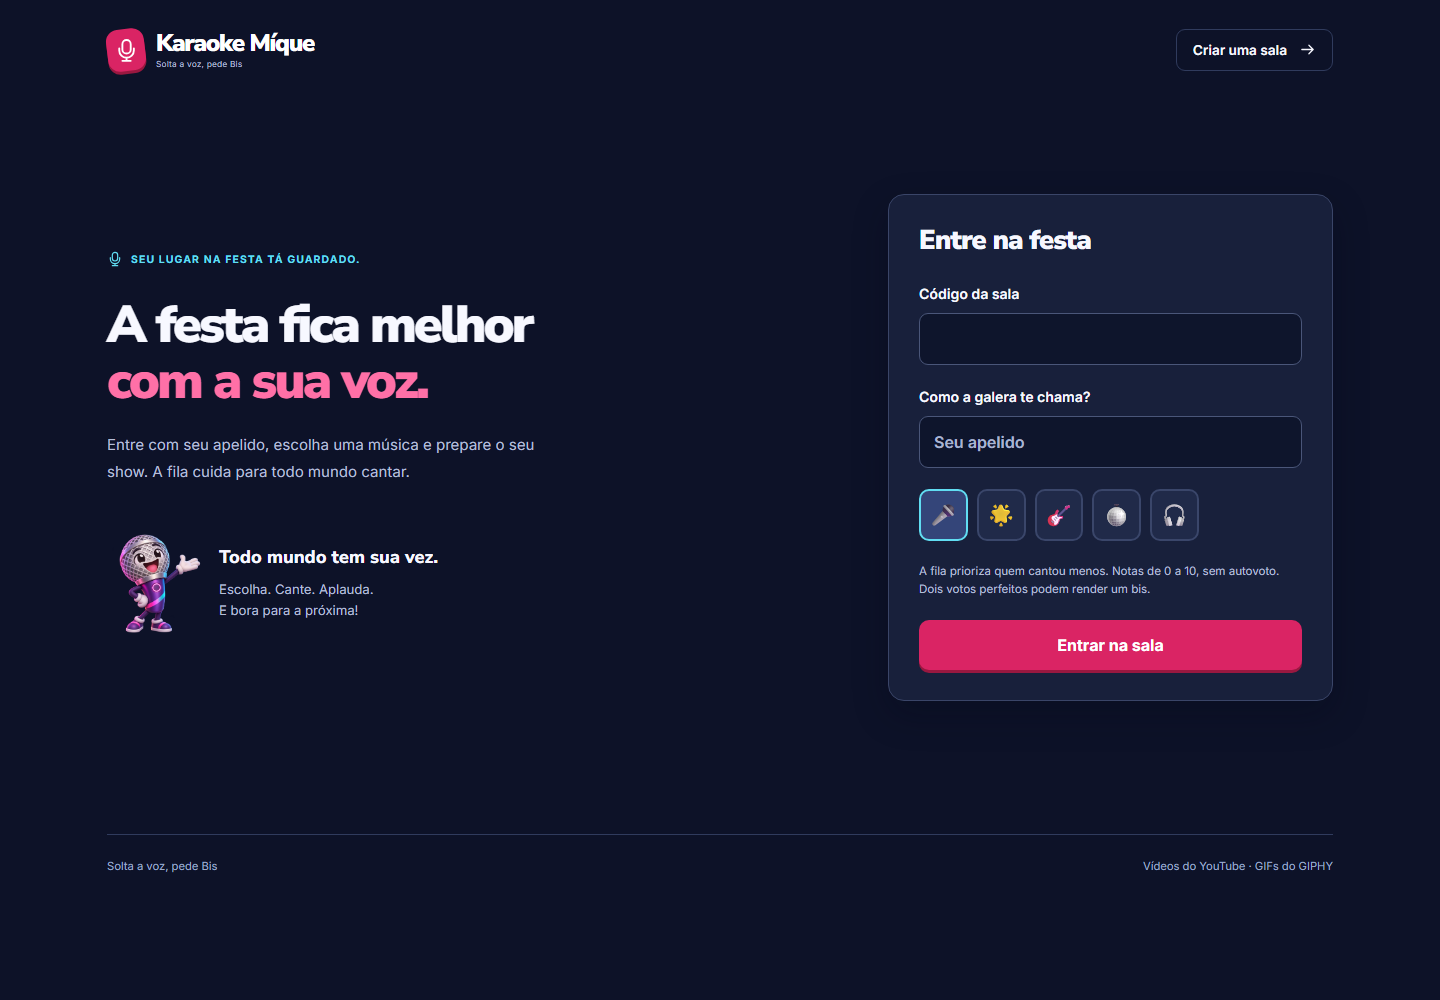 Karaoke Míque
Solta a voz, pede Bis
Criar uma sala
SEU LUGAR NA FESTA TÁ GUARDADO.
A festa fica melhor
com a sua voz.
Entre com seu apelido, escolha uma música e prepare o seu
show. A fila cuida para todo mundo cantar.
Todo mundo tem sua vez.
Escolha. Cante. Aplauda.
E bora para a próxima!
Entre na festa
Código da sala
Como a galera te chama?
Seu apelido
A fila prioriza quem cantou menos. Notas de 0 a 10, sem autovoto.
Dois votos perfeitos podem render um bis.
Entrar na sala
Solta a voz, pede Bis
Vídeos do YouTube · GIFs do GIPHY